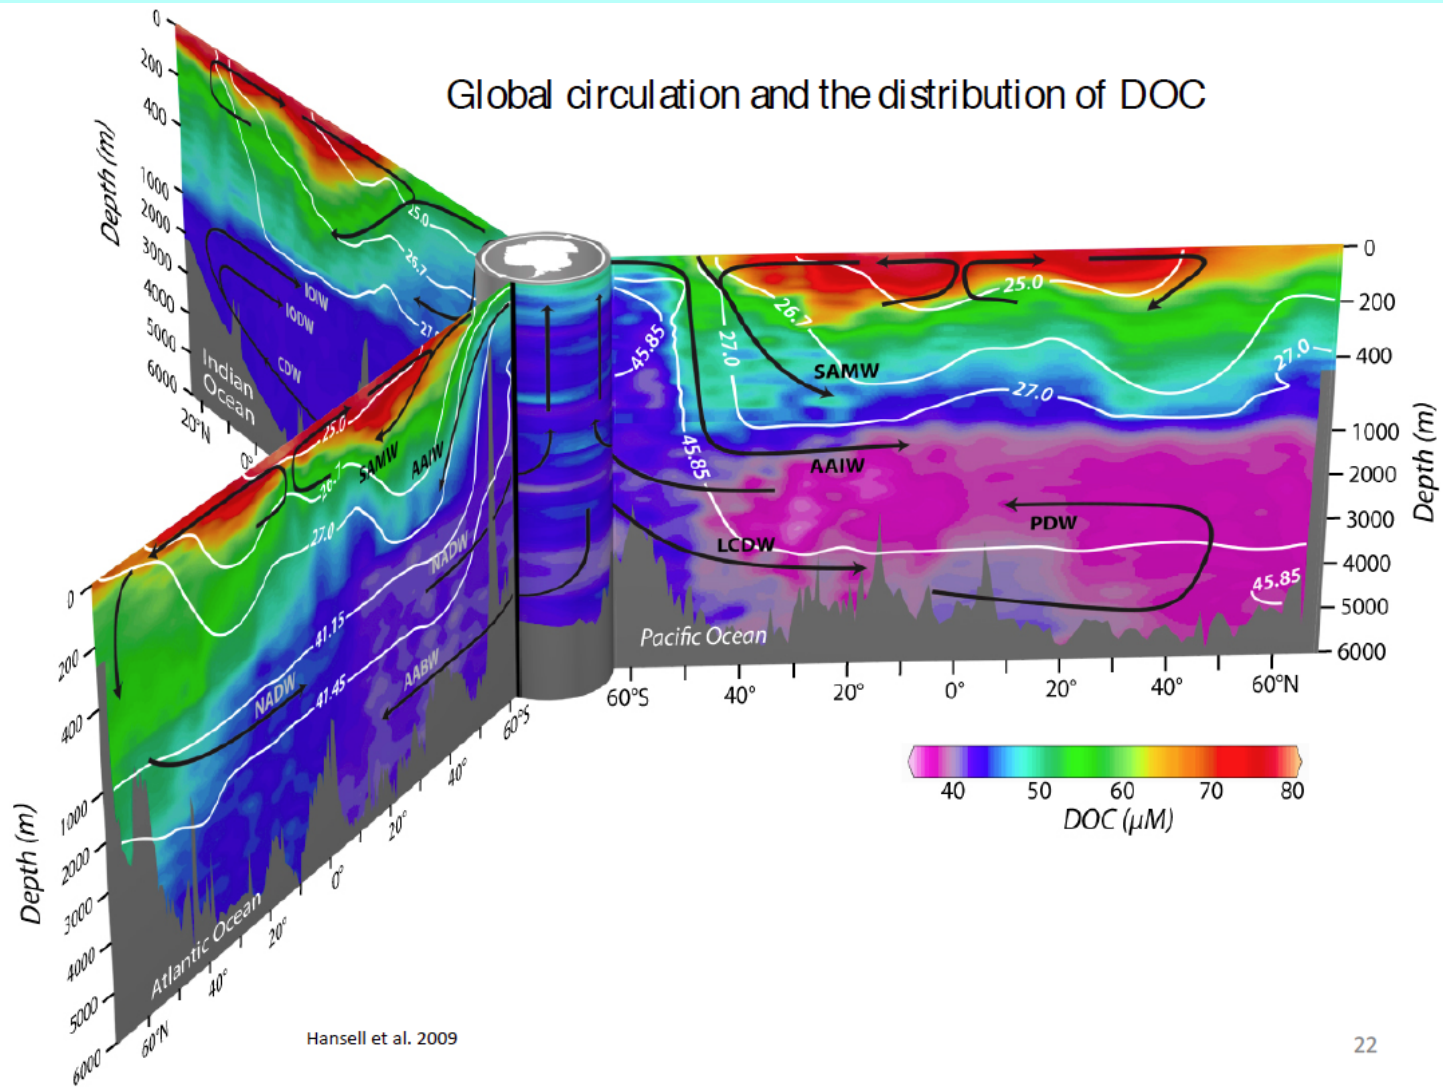 Global circulation and the distribution of DOC
0
200
400
1000
2000
3000
4000
5000
6000
Depth (m)
25.0
26.7
IOIW
IODW
CDW
Indian
Ocean
20°N
0°
25.0
SAMW
AAIW
27.0
NADW
41.15
AABW
NADW
41.45
Atlantic Ocean
0
200
400
1000
2000
3000
4000
5000
6000
Depth (m)
60°N
40°
20°
0°
20°
40°
60°S
45.85
27.0
26.7
25.0
SAMW
27.0
27.0
45.85
AAIW
PDW
LCDW
45.85
Pacific Ocean
0
200
400
1000
2000
3000
4000
5000
6000
Depth (m)
60°S
40°
20°
0°
20°
40°
60°N
40
50
60
70
80
DOC (μM)
Hansell et al. 2009
22